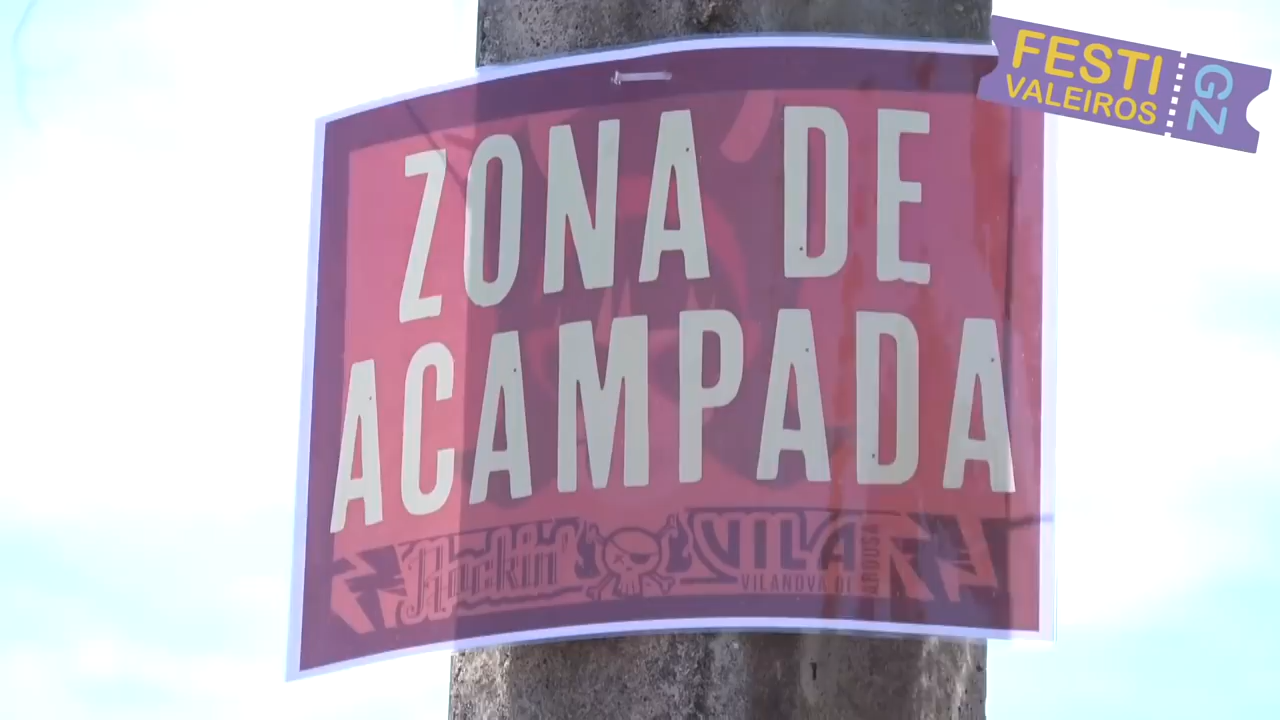 FESTI
VALEIROS
GZ
ZONA DE
ACAMPADA
Rockin'
VILA
VILANOVA DE
AROUSA